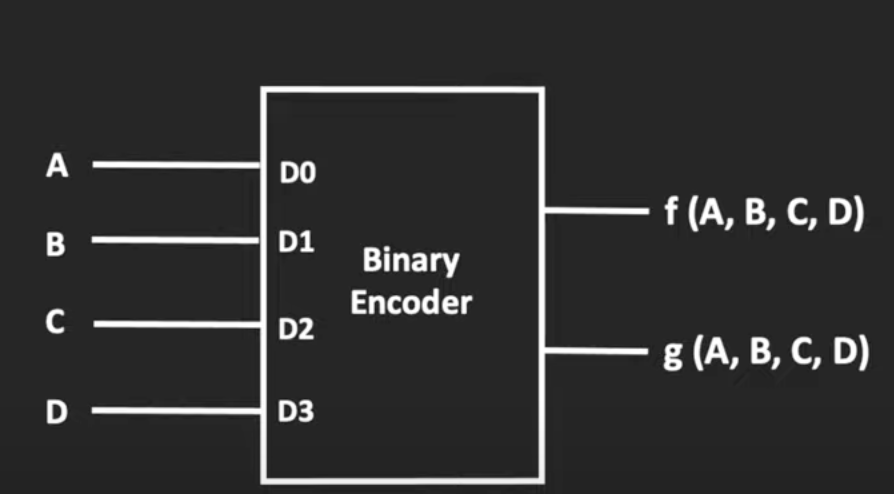 A
D0
f (A, B, C, D)
B
D1
Binary
Encoder
C
D2
g (A, B, C, D)
D
D3